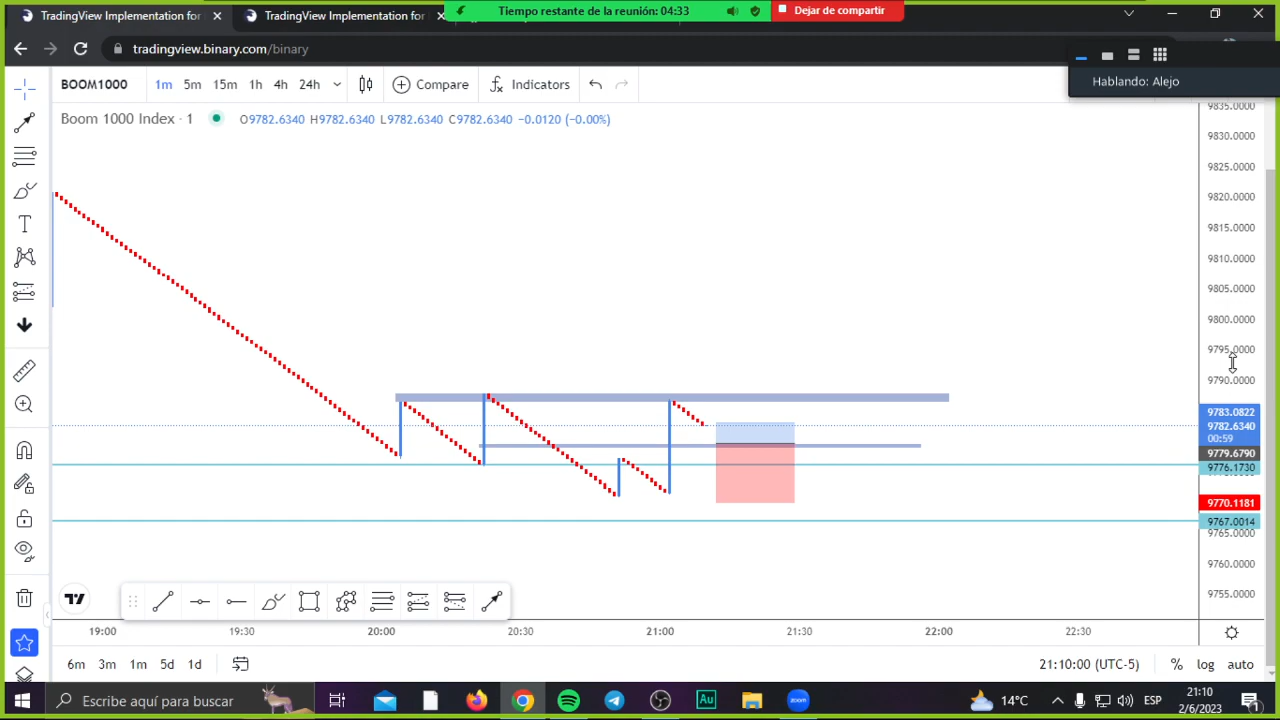 TradingView Implementation for
TradingView Implementation for
Tiempo restante de la reunión: 04:33
Dejar de compartir
tradingview.binary.com/binary
Hablando: Alejo
BOOM1000
1m 5m 15m 1h 4h 24h
Compare
Indicators
Boom 1000 Index · 1
O9782.6340 H9782.6340 L9782.6340 C9782.6340 −0.0120 (−0.00%)
9835.0000
9830.0000
9825.0000
9820.0000
9815.0000
9810.0000
9805.0000
9800.0000
9795.0000
9790.0000
9783.0822
9782.6340
00:59
9779.6790
9776.1730
9770.1181
9767.0014
9765.0000
9760.0000
9755.0000
19:00 19:30 20:00 20:30 21:00 21:30 22:00 22:30
6m 3m 1m 5d 1d
21:10:00 (UTC-5) % log auto
Escribe aquí para buscar
Au
zoom
14°C
ESP
21:10
2/6/2023
1